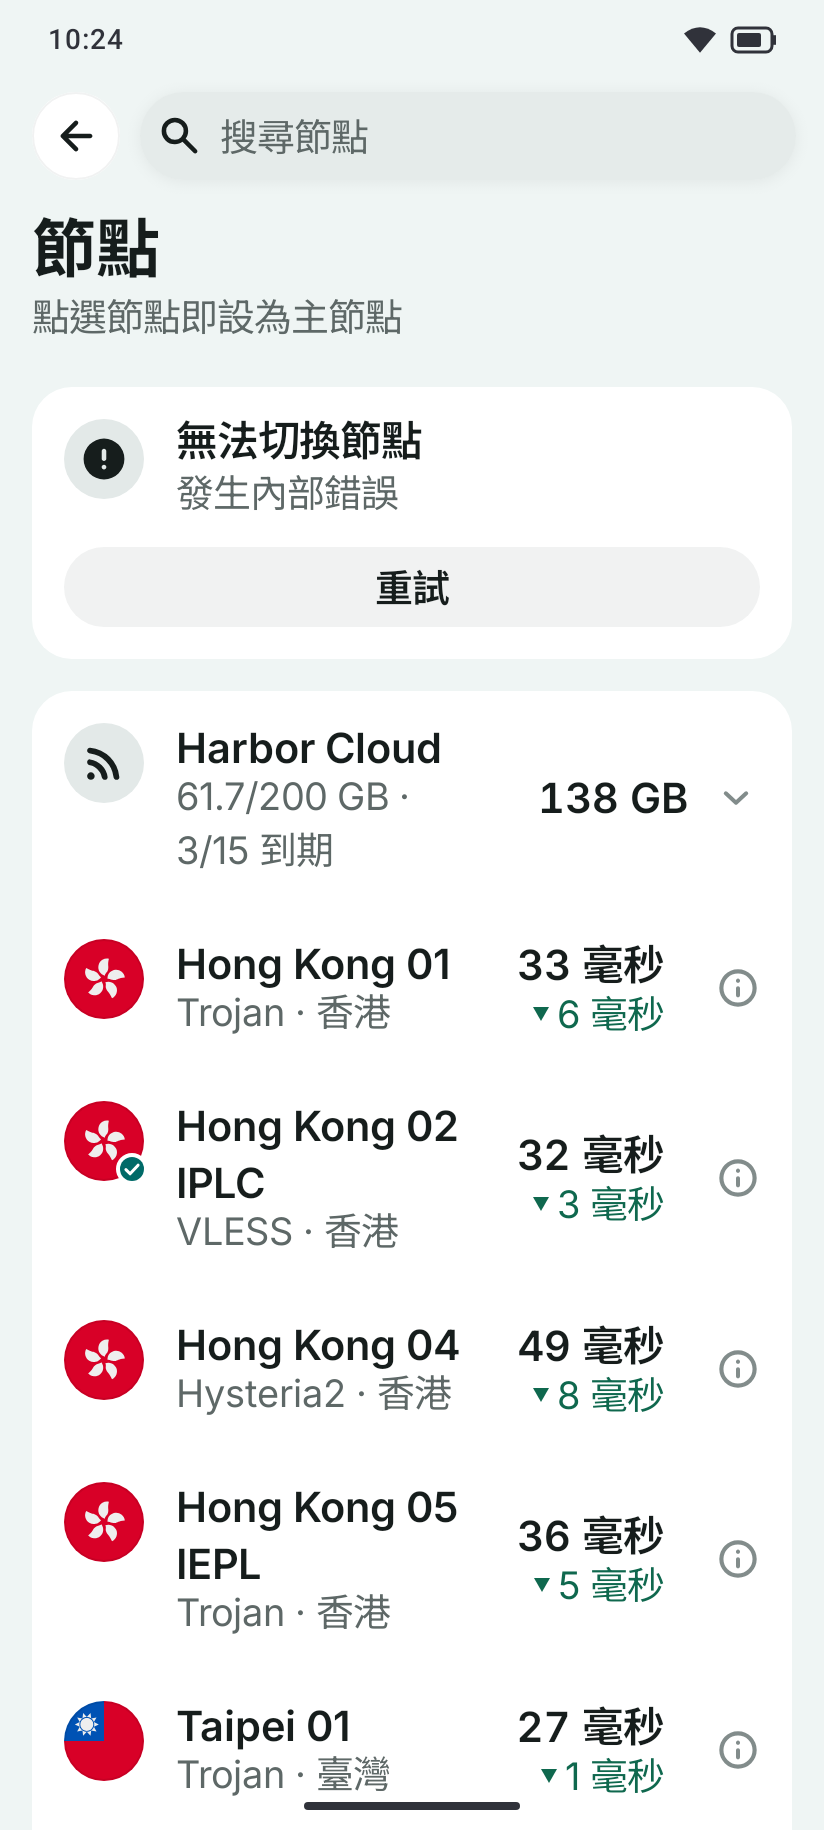 10:24
搜尋節點
節點
點選節點即設為主節點
無法切換節點
發生內部錯誤
重試
Harbor Cloud
61.7/200 GB ·
3/15 到期
138 GB
Hong Kong 01
Trojan · 香港
33 毫秒
▼6 毫秒
Hong Kong 02
IPLC
VLESS · 香港
32 毫秒
▼3 毫秒
Hong Kong 04
Hysteria2 · 香港
49 毫秒
▼8 毫秒
Hong Kong 05
IEPL
Trojan · 香港
36 毫秒
▼5 毫秒
Taipei 01
Trojan · 臺灣
27 毫秒
▼1 毫秒